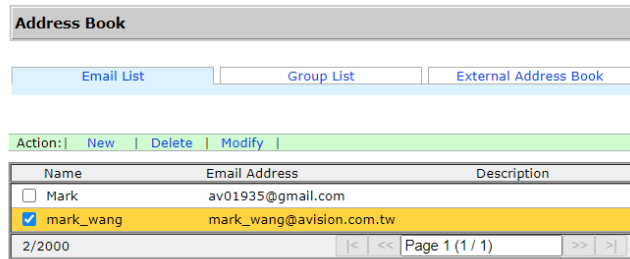 Address Book
Email List Group List External Address Book
Action:| New | Delete | Modify |
Name Email Address Description
Mark av01935@gmail.com
mark_wang mark_wang@avision.com.tw
2/2000 |< << Page 1 (1 / 1) >> >|